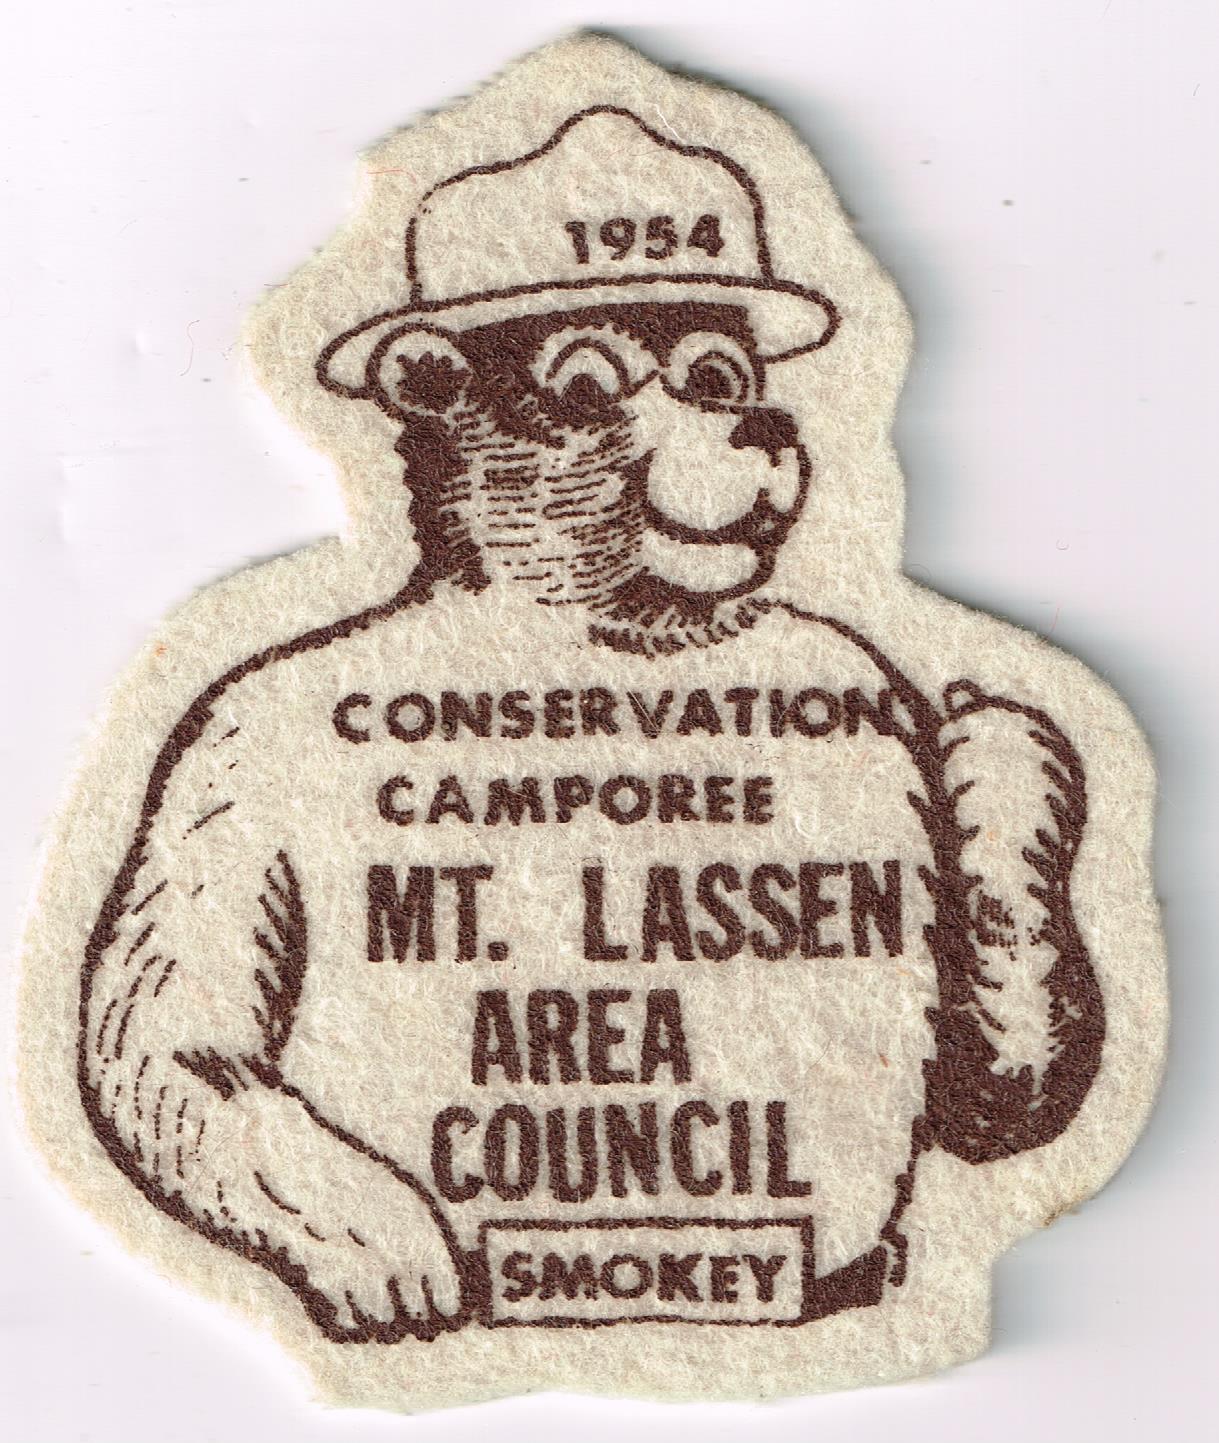 1954
CONSERVATION
CAMPOREE
MT. LASSEN
AREA
COUNCIL
SMOKEY